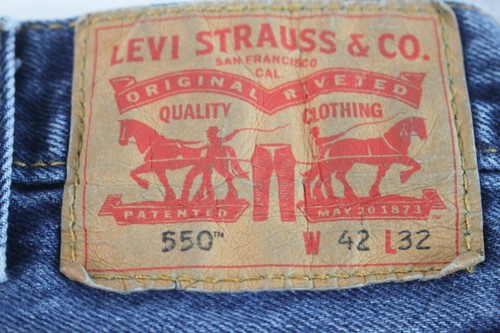 LEVI STRAUSS & CO.
SAN FRANCISCO
CAL.
ORIGINAL RIVETED
QUALITY CLOTHING
PATENTED MAY 20 1873
550™ W 42 L 32